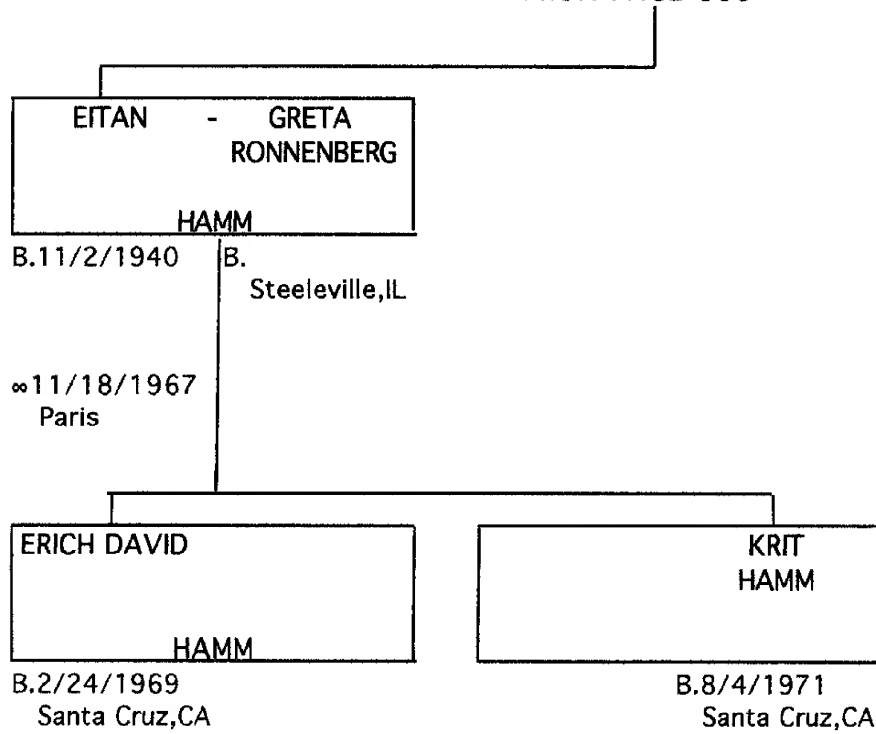 EITAN - GRETA
RONNENBERG
HAMM
B.11/2/1940 B.
Steeleville,IL
∞11/18/1967
Paris
ERICH DAVID
HAMM
B.2/24/1969
Santa Cruz,CA
KRIT
HAMM
B.8/4/1971
Santa Cruz,CA